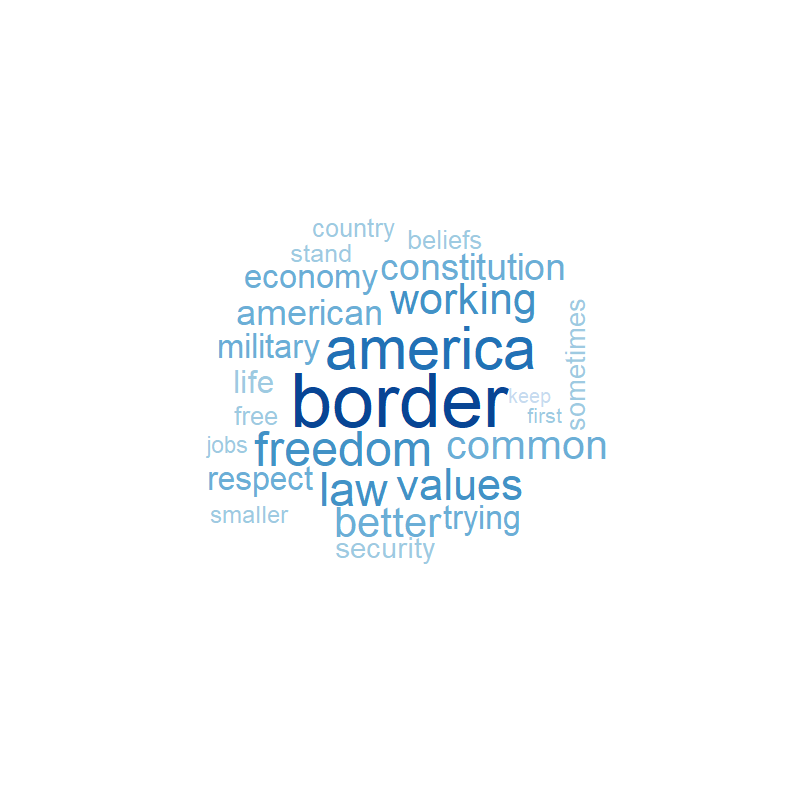 country
beliefs
stand
economy
constitution
american
working
military
america
sometimes
life
border
keep
free
first
jobs
freedom
common
respect
law
values
smaller
better
trying
security